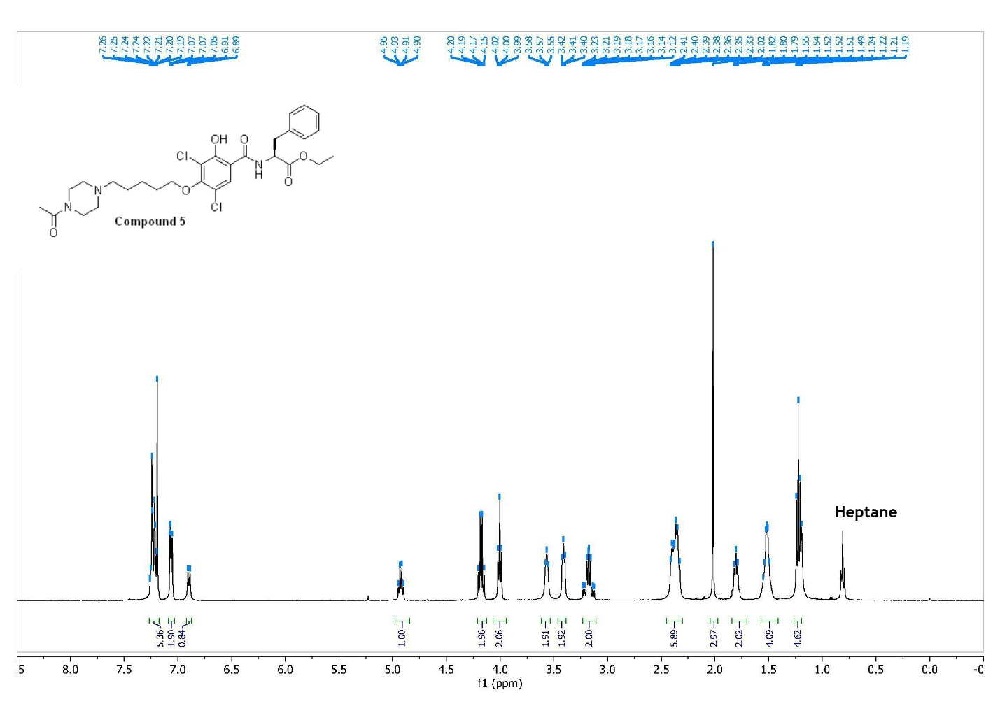 7.26 7.25 7.24 7.24 7.22 7.21 7.20 7.19 7.07 7.07 7.05 6.91 6.89 4.95 4.93 4.91 4.90 4.20 4.19 4.17 4.15 4.02 4.00 3.99 3.58 3.57 3.55 3.42 3.41 3.40 3.23 3.21 3.19 3.18 3.17 3.16 3.14 3.12 2.41 2.40 2.39 2.38 2.36 2.35 2.33 2.02 1.82 1.80 1.79 1.55 1.54 1.52 1.52 1.51 1.49 1.24 1.22 1.21 1.19
OH O
Cl
N
H
O
O
N
O
N
Cl
O
Compound 5
Heptane
5.36 1.90 0.84 1.00 1.96 2.06 1.91 1.92 2.00 5.89 2.97 2.02 4.09 4.62
.5 8.0 7.5 7.0 6.5 6.0 5.5 5.0 4.5 4.0 3.5 3.0 2.5 2.0 1.5 1.0 0.5 0.0 -0
f1 (ppm)